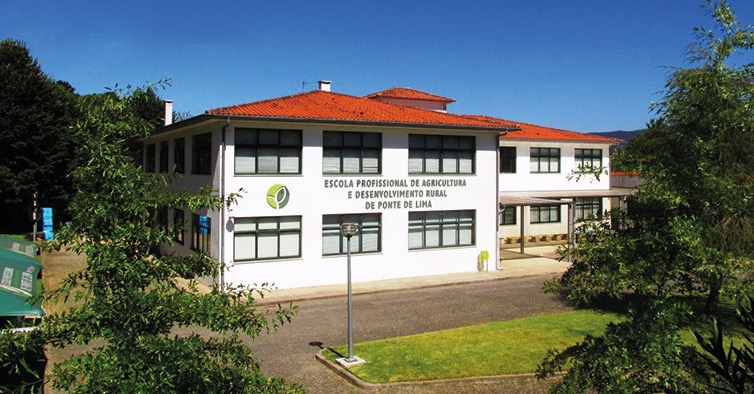 ESCOLA PROFISSIONAL DE AGRICULTURA
E DESENVOLVIMENTO RURAL
DE PONTE DE LIMA